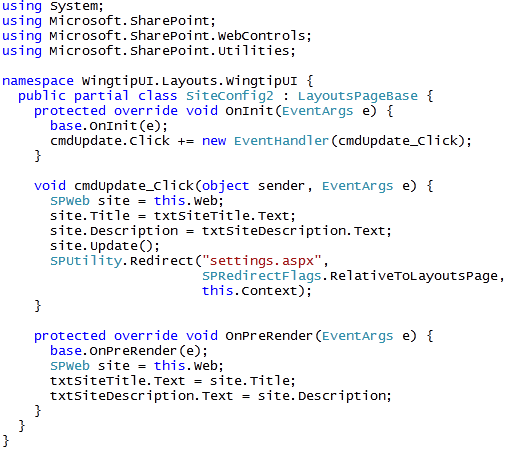 using System;
using Microsoft.SharePoint;
using Microsoft.SharePoint.WebControls;
using Microsoft.SharePoint.Utilities;

namespace WingtipUI.Layouts.WingtipUI {
  public partial class SiteConfig2 : LayoutsPageBase {
    protected override void OnInit(EventArgs e) {
      base.OnInit(e);
      cmdUpdate.Click += new EventHandler(cmdUpdate_Click);
    }

    void cmdUpdate_Click(object sender, EventArgs e) {
      SPWeb site = this.Web;
      site.Title = txtSiteTitle.Text;
      site.Description = txtSiteDescription.Text;
      site.Update();
      SPUtility.Redirect("settings.aspx",
                         SPRedirectFlags.RelativeToLayoutsPage,
                         this.Context);
    }

    protected override void OnPreRender(EventArgs e) {
      base.OnPreRender(e);
      SPWeb site = this.Web;
      txtSiteTitle.Text = site.Title;
      txtSiteDescription.Text = site.Description;
    }
  }
}